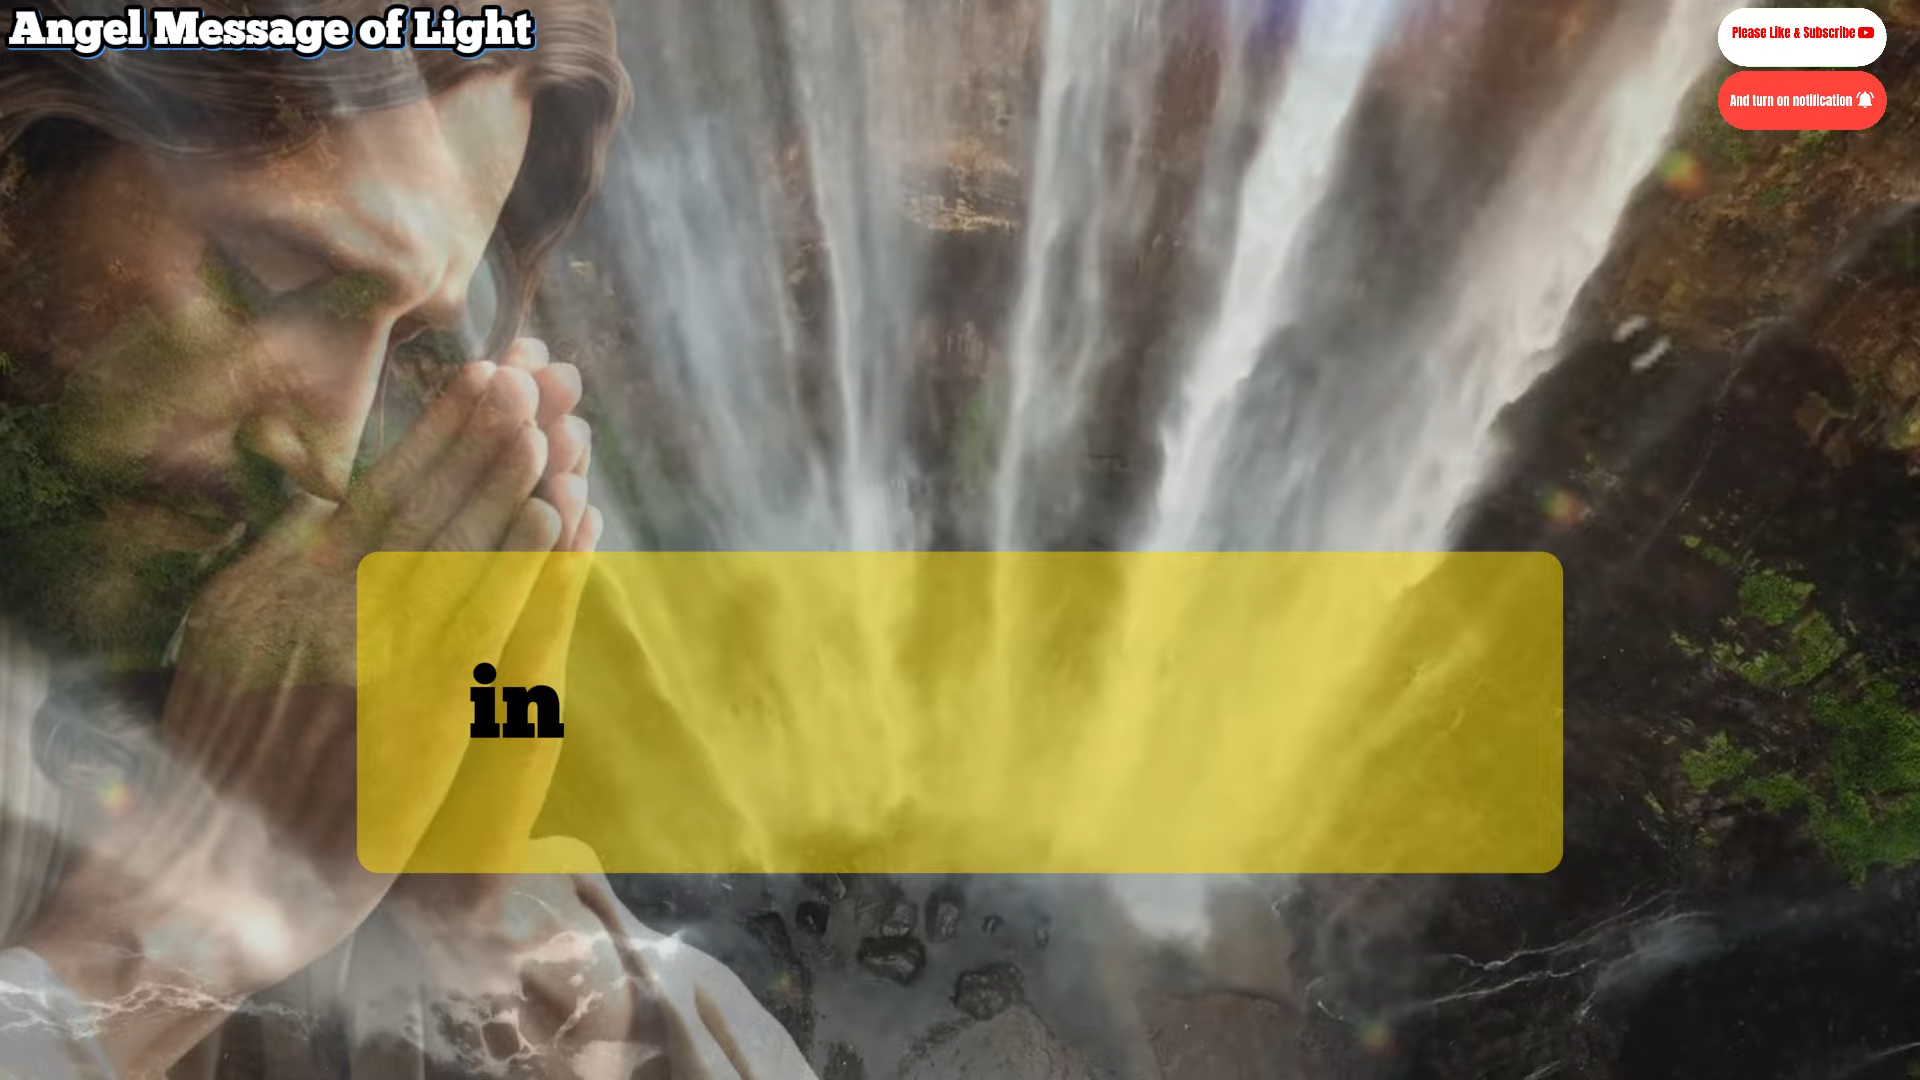 Angel Message of Light
Please Like & Subscribe
And turn on notification
in